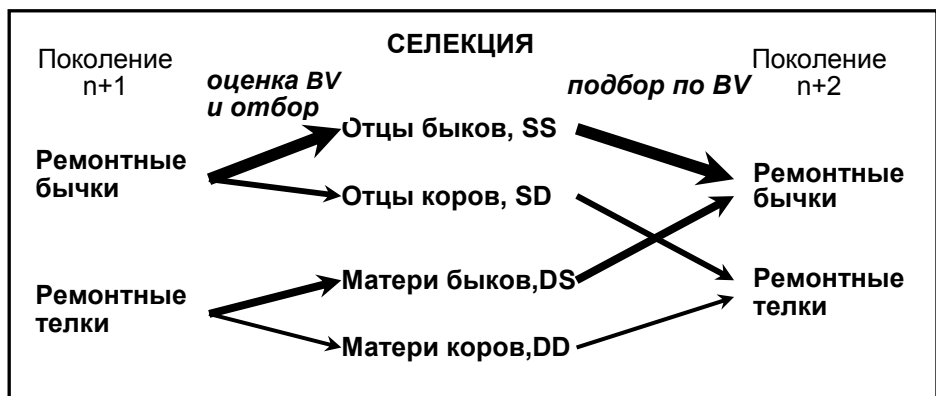 СЕЛЕКЦИЯ
Поколение
n+1
оценка BV
и отбор
подбор по BV
Поколение
n+2
Ремонтные
бычки
Отцы быков, SS
Отцы коров, SD
Ремонтные
бычки
Ремонтные
телки
Матери быков,DS
Матери коров,DD
Ремонтные
телки